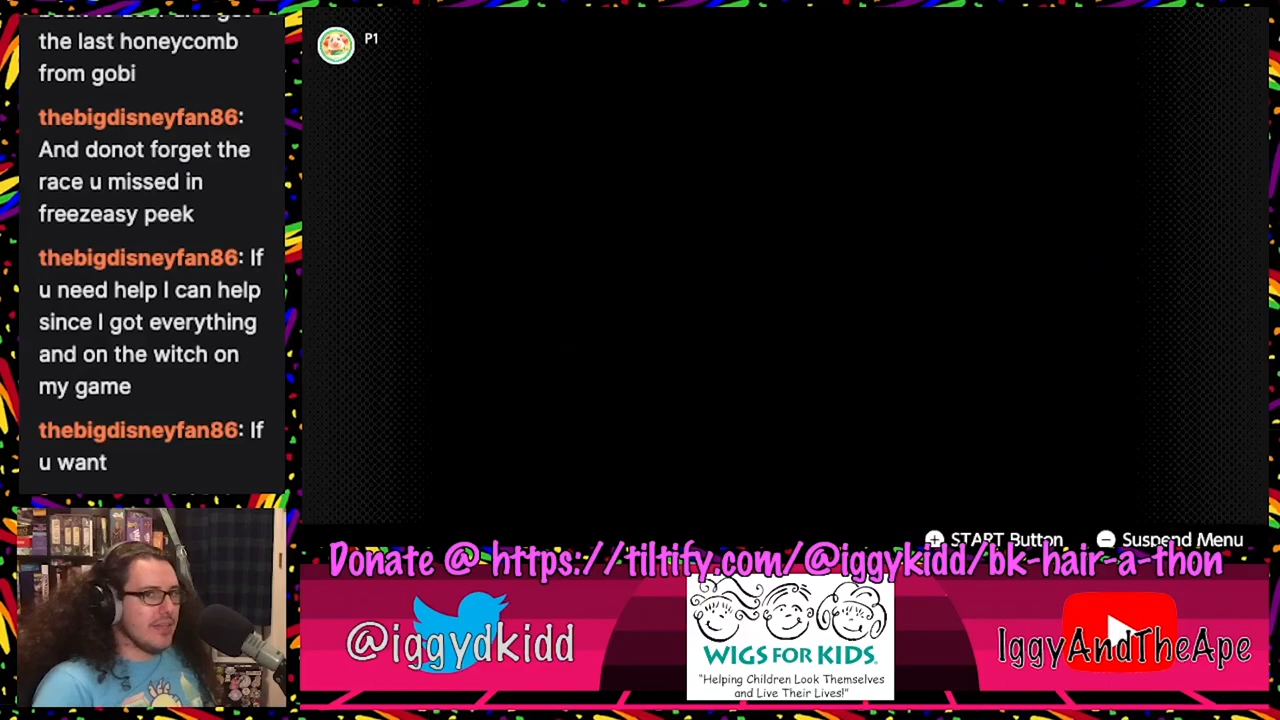 the last honeycomb
from gobi
P1
thebigdisneyfan86:
And donot forget the
race u missed in
freezeasy peek
thebigdisneyfan86: If
u need help I can help
since I got everything
and on the witch on
my game
thebigdisneyfan86: If
u want
START Button
Suspend Menu
Donate @ https://tiltify.com/@iggykidd/bk-hair-a-thon
@iggydkidd
WIGS FOR KIDS.
"Helping Children Look Themselves
and Live Their Lives!"
IggyAndTheApe